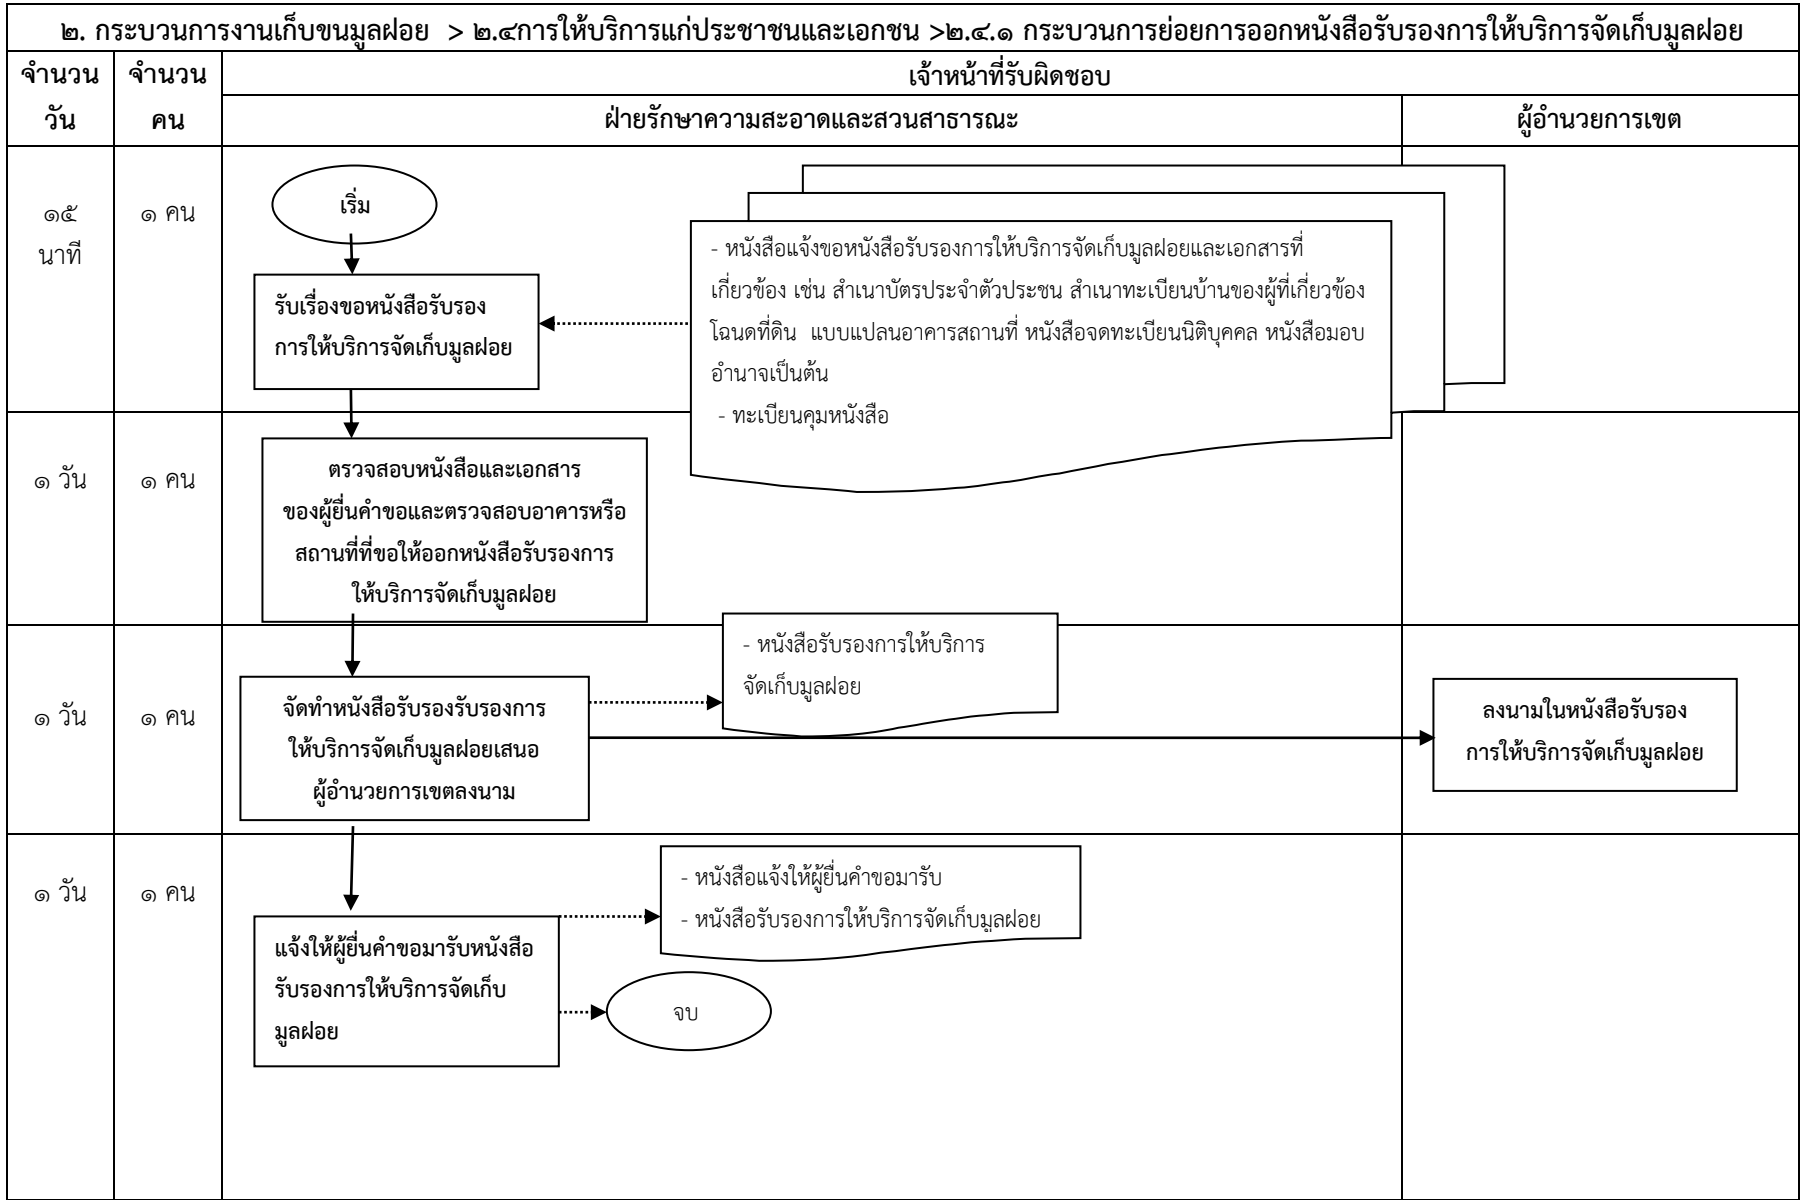 ๒. กระบวนการงานเก็บขนมูลฝอย > ๒.๔การให้บริการแก่ประชาชนและเอกชน >๒.๔.๑ กระบวนการย่อยการออกหนังสือรับรองการให้บริการจัดเก็บมูลฝอย
จำนวน
วัน
จำนวน
คน
เจ้าหน้าที่รับผิดชอบ
ฝ่ายรักษาความสะอาดและสวนสาธารณะ
ผู้อำนวยการเขต
๑๕
นาที
๑ คน
เริ่ม
รับเรื่องขอหนังสือรับรอง
การให้บริการจัดเก็บมูลฝอย
- หนังสือแจ้งขอหนังสือรับรองการให้บริการจัดเก็บมูลฝอยและเอกสารที่
เกี่ยวข้อง เช่น สำเนาบัตรประจำตัวประชน สำเนาทะเบียนบ้านของผู้ที่เกี่ยวข้อง
โฉนดที่ดิน แบบแปลนอาคารสถานที่ หนังสือจดทะเบียนนิติบุคคล หนังสือมอบ
อำนาจเป็นต้น
- ทะเบียนคุมหนังสือ
๑ วัน
๑ คน
ตรวจสอบหนังสือและเอกสาร
ของผู้ยื่นคำขอและตรวจสอบอาคารหรือ
สถานที่ที่ขอให้ออกหนังสือรับรองการ
ให้บริการจัดเก็บมูลฝอย
๑ วัน
๑ คน
จัดทำหนังสือรับรองรับรองการ
ให้บริการจัดเก็บมูลฝอยเสนอ
ผู้อำนวยการเขตลงนาม
- หนังสือรับรองการให้บริการ
จัดเก็บมูลฝอย
ลงนามในหนังสือรับรอง
การให้บริการจัดเก็บมูลฝอย
๑ วัน
๑ คน
แจ้งให้ผู้ยื่นคำขอมารับหนังสือ
รับรองการให้บริการจัดเก็บ
มูลฝอย
- หนังสือแจ้งให้ผู้ยื่นคำขอมารับ
- หนังสือรับรองการให้บริการจัดเก็บมูลฝอย
จบ